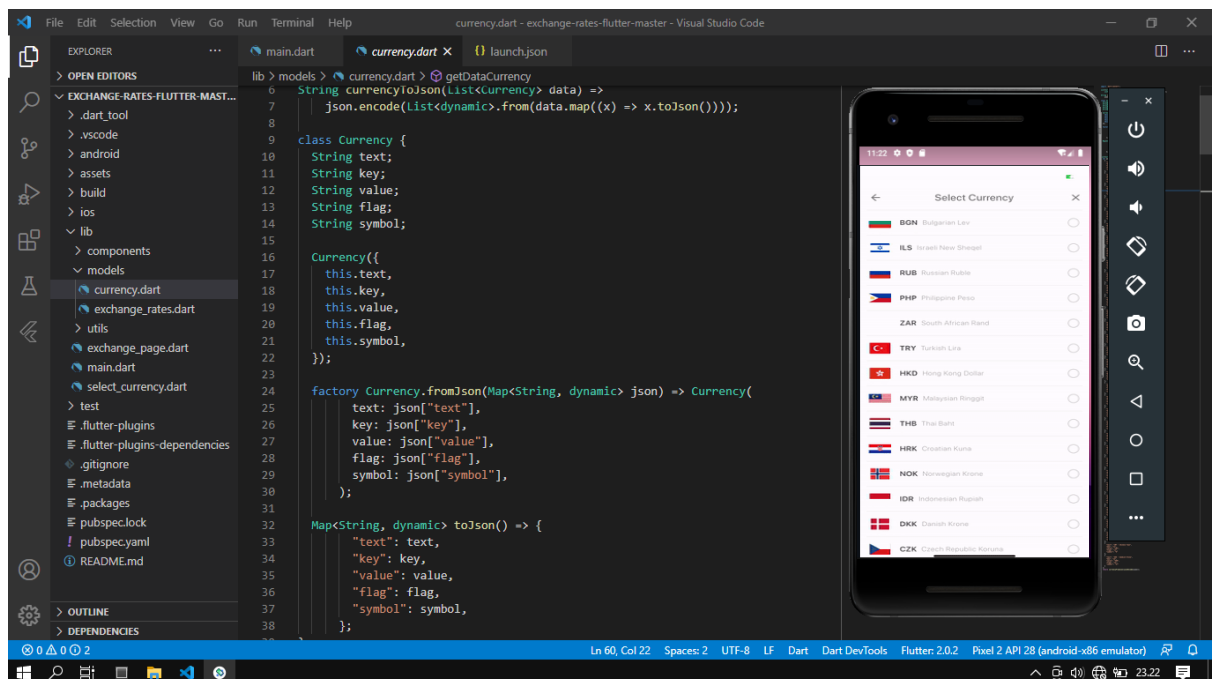 File Edit Selection View Go Run Terminal Help currency.dart - exchange-rates-flutter-master - Visual Studio Code
EXPLORER
main.dart currency.dart {} launch.json
> OPEN EDITORS
EXCHANGE-RATES-FLUTTER-MAST...
> .dart_tool
> .vscode
> android
> assets
> build
> ios
lib
> components
models
currency.dart
exchange_rates.dart
> utils
exchange_page.dart
main.dart
select_currency.dart
> test
.flutter-plugins
.flutter-plugins-dependencies
.gitignore
.metadata
.packages
pubspec.lock
! pubspec.yaml
README.md
> OUTLINE
> DEPENDENCIES
lib > models > currency.dart > getDataCurrency
6 String currencyToJson(List<Currency> data) =>
7 json.encode(List<dynamic>.from(data.map((x) => x.toJson())));
8
9 class Currency {
10 String text;
11 String key;
12 String value;
13 String flag;
14 String symbol;
15
16 Currency({
17 this.text,
18 this.key,
19 this.value,
20 this.flag,
21 this.symbol,
22 });
23
24 factory Currency.fromJson(Map<String, dynamic> json) => Currency(
25 text: json["text"],
26 key: json["key"],
27 value: json["value"],
28 flag: json["flag"],
29 symbol: json["symbol"],
30 );
31
32 Map<String, dynamic> toJson() => {
33 "text": text,
34 "key": key,
35 "value": value,
36 "flag": flag,
37 "symbol": symbol,
38 };
11:22
Select Currency
BGN Bulgarian Lev
ILS Israeli New Sheqel
RUB Russian Ruble
PHP Philippine Peso
ZAR South African Rand
TRY Turkish Lira
HKD Hong Kong Dollar
MYR Malaysian Ringgit
THB Thai Baht
HRK Croatian Kuna
NOK Norwegian Krone
IDR Indonesian Rupiah
DKK Danish Krone
CZK Czech Republic Koruna
0 0 2 Ln 60, Col 22 Spaces: 2 UTF-8 LF Dart Dart DevTools Flutter: 2.0.2 Pixel 2 API 28 (android-x86 emulator)
23.22